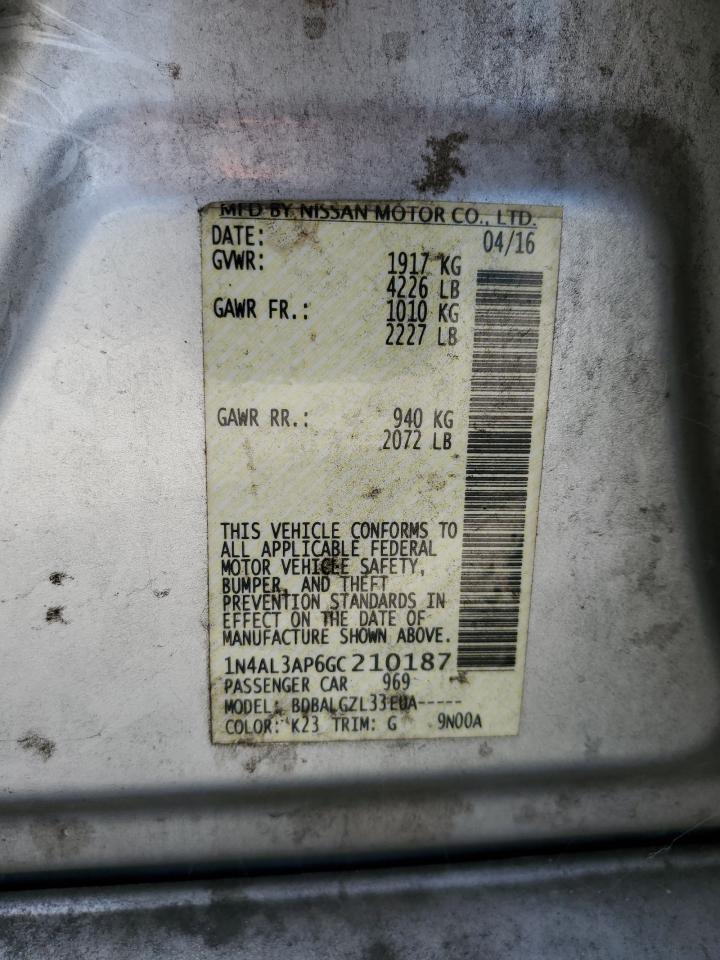 MFD BY NISSAN MOTOR CO., LTD.
DATE: 04/16
GVWR: 1917 KG
4226 LB
GAWR FR.: 1010 KG
2227 LB
GAWR RR.: 940 KG
2072 LB
THIS VEHICLE CONFORMS TO
ALL APPLICABLE FEDERAL
MOTOR VEHICLE SAFETY,
BUMPER, AND THEFT
PREVENTION STANDARDS IN
EFFECT ON THE DATE OF
MANUFACTURE SHOWN ABOVE.
1N4AL3AP6GC210187
PASSENGER CAR 969
MODEL: BDBALGZL33EUA-----
COLOR: K23 TRIM: G 9N00A